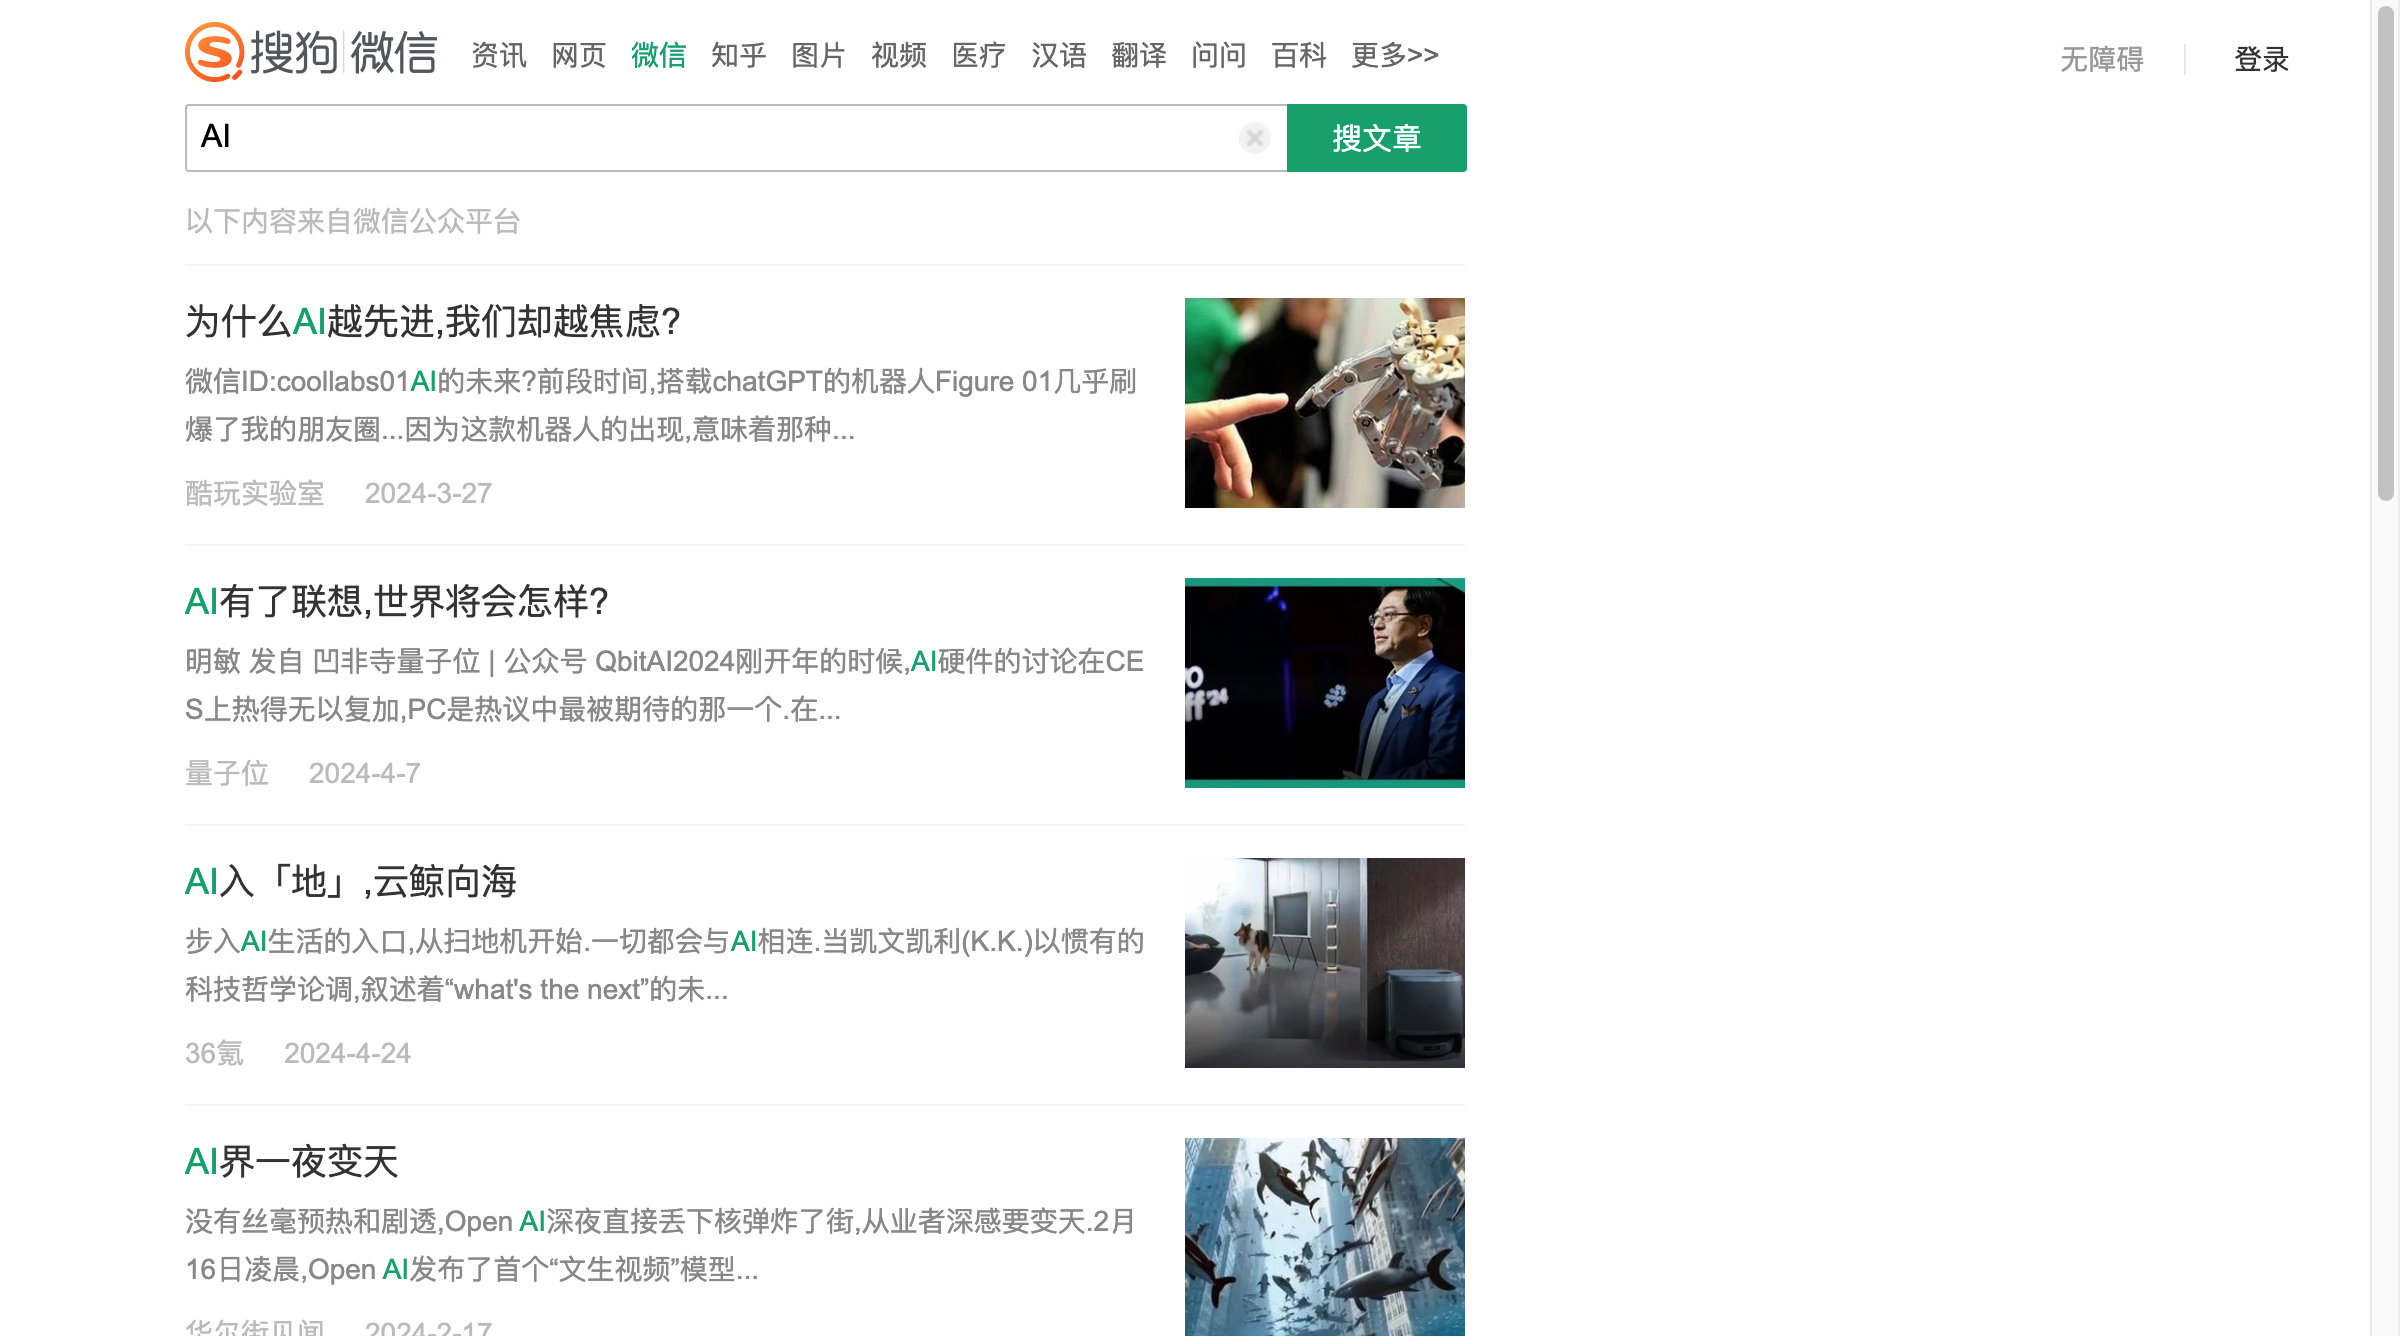 搜狗 微信 资讯 网页 微信 知乎 图片 视频 医疗 汉语 翻译 问问 百科 更多>> 无障碍 登录
AI 搜文章
以下内容来自微信公众平台
为什么AI越先进,我们却越焦虑?
微信ID:coollabs01AI的未来?前段时间,搭载chatGPT的机器人Figure 01几乎刷
爆了我的朋友圈...因为这款机器人的出现,意味着那种...
酷玩实验室 2024-3-27
AI有了联想,世界将会怎样?
明敏 发自 凹非寺量子位 | 公众号 QbitAI2024刚开年的时候,AI硬件的讨论在CE
S上热得无以复加,PC是热议中最被期待的那一个.在...
量子位 2024-4-7
AI入「地」,云鲸向海
步入AI生活的入口,从扫地机开始.一切都会与AI相连.当凯文凯利(K.K.)以惯有的
科技哲学论调,叙述着“what's the next”的未...
36氪 2024-4-24
AI界一夜变天
没有丝毫预热和剧透,Open AI深夜直接丢下核弹炸了街,从业者深感要变天.2月
16日凌晨,Open AI发布了首个“文生视频”模型...
华尔街见闻 2024-2-17